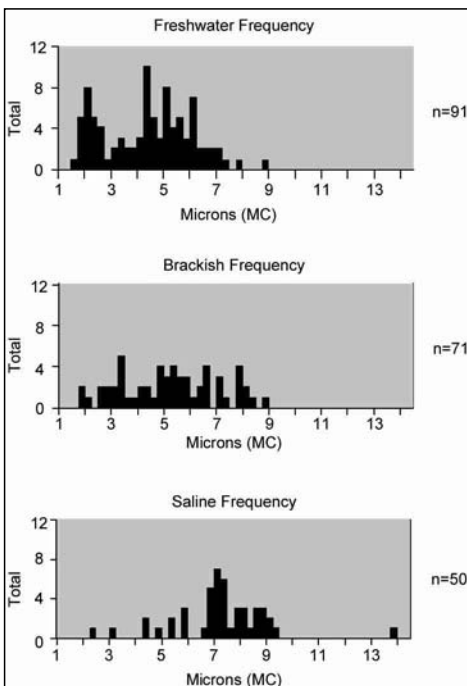 Freshwater Frequency
12
8
4
0
Total
1 3 5 7 9 11 13
Microns (MC)
n=91
Brackish Frequency
12
8
4
0
Total
1 3 5 7 9 11 13
Microns (MC)
n=71
Saline Frequency
12
8
4
0
Total
1 3 5 7 9 11 13
Microns (MC)
n=50